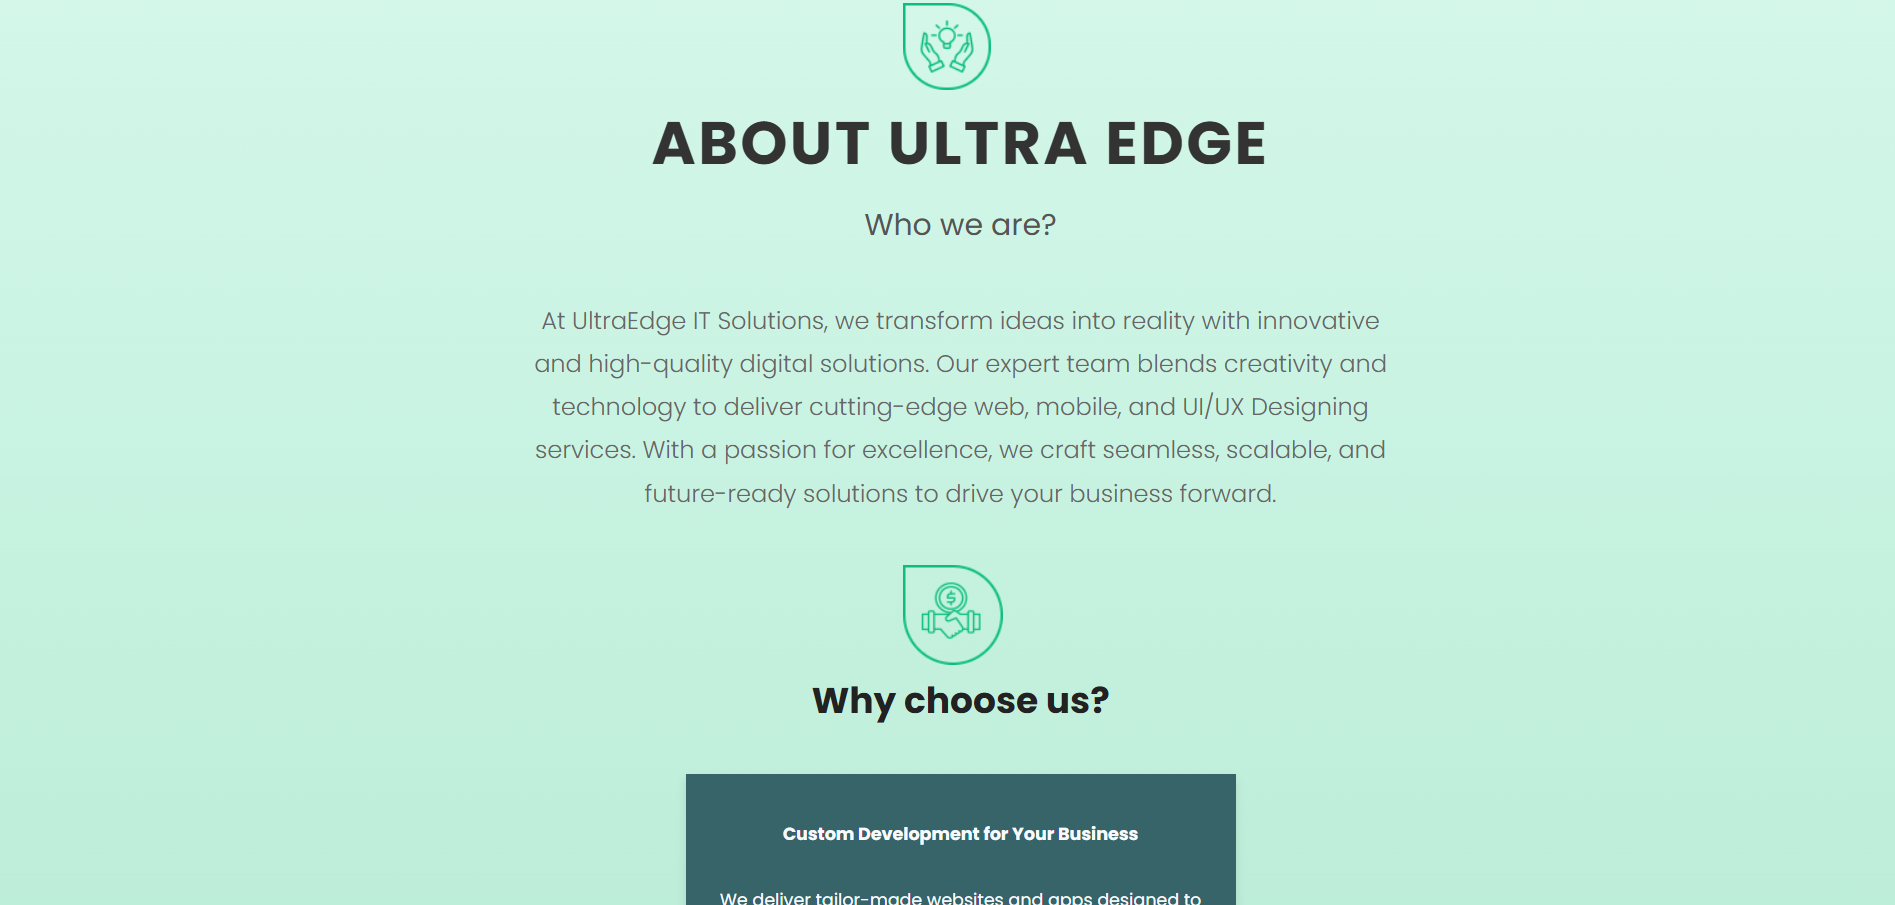 ABOUT ULTRA EDGE
Who we are?
At UltraEdge IT Solutions, we transform ideas into reality with innovative
and high-quality digital solutions. Our expert team blends creativity and
technology to deliver cutting-edge web, mobile, and UI/UX Designing
services. With a passion for excellence, we craft seamless, scalable, and
future-ready solutions to drive your business forward.
$
Why choose us?
Custom Development for Your Business
We deliver tailor-made websites and apps designed to